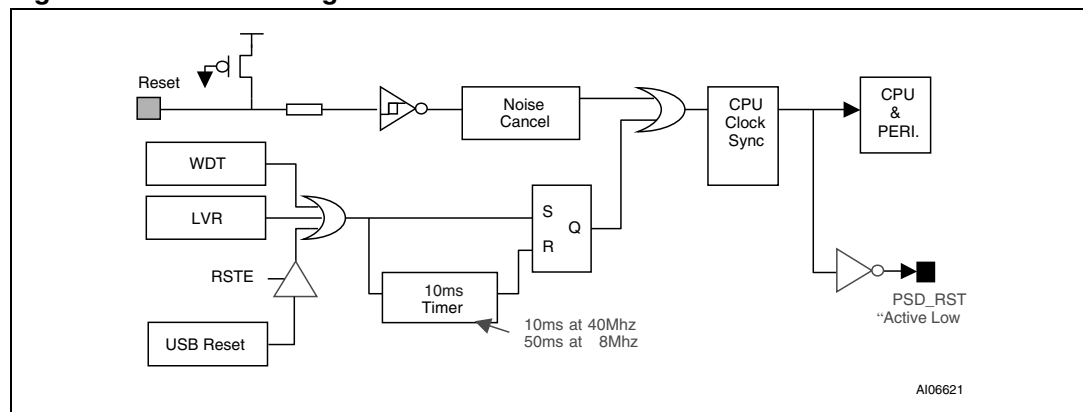 Reset
Noise
Cancel
CPU
Clock
Sync
CPU
&
PERI.
WDT
LVR
S
R
Q
RSTE
10ms
Timer
10ms at 40Mhz
50ms at 8Mhz
USB Reset
PSD_RST
“Active Low
AI06621